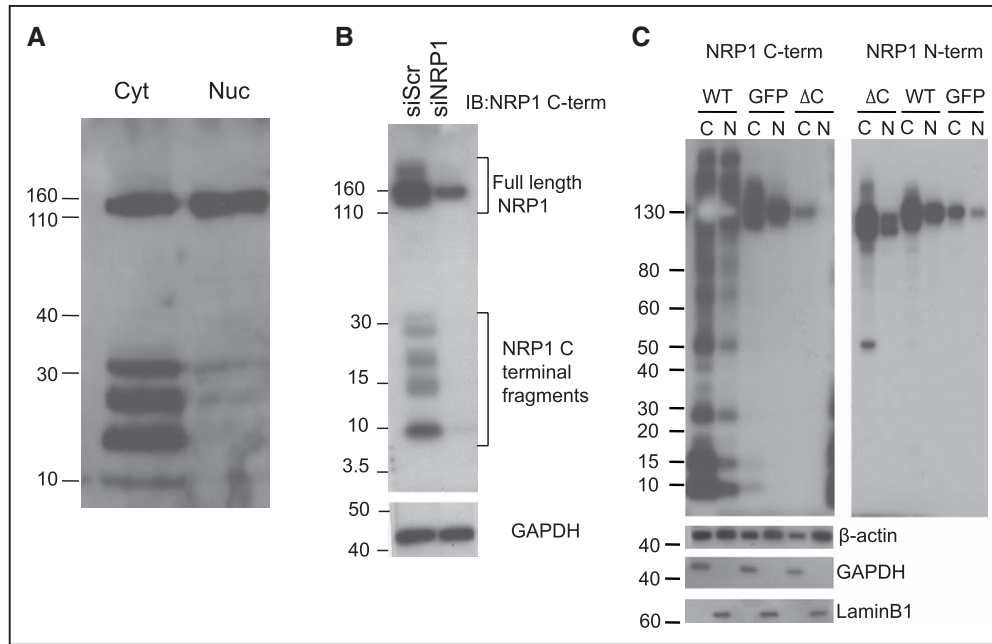 A
Cyt Nuc
160
110
40
30
10
B
siScr
siNRP1
IB:NRP1 C-term
160
110
Full length
NRP1
30
15
10
3.5
NRP1 C
terminal
fragments
50
40
GAPDH
C
NRP1 C-term
NRP1 N-term
WT GFP ΔC
ΔC WT GFP
C N C N C N
C N C N C N
130
80
60
50
40
30
20
15
10
40
β-actin
40
GAPDH
60
LaminB1